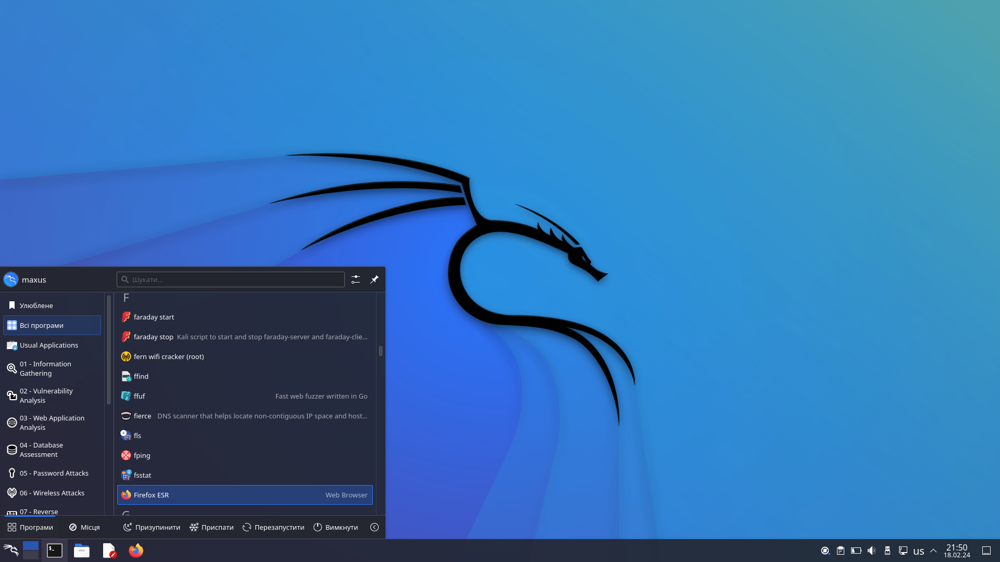 maxus
Шукати...
Улюблене
Всі програми
Usual Applications
01 - Information
Gathering
02 - Vulnerability
Analysis
03 - Web Application
Analysis
04 - Database
Assessment
05 - Password Attacks
06 - Wireless Attacks
07 - Reverse
F
faraday start
faraday stop Kali script to start and stop faraday-server and faraday-clie...
fern wifi cracker (root)
ffind
ffuf Fast web fuzzer written in Go
fierce DNS scanner that helps locate non-contiguous IP space and host...
fls
fping
fsstat
Firefox ESR Web Browser
Програми Місця Призупинити Приспати Перезапустити Вимкнути
$_
us 21:50
18.02.24